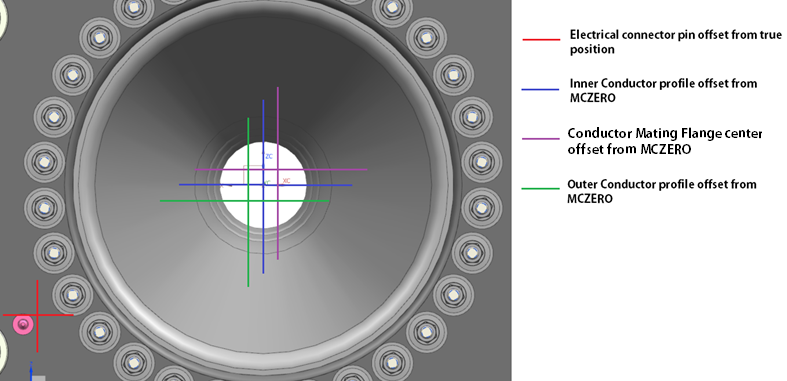 Electrical connector pin offset from true
position
Inner Conductor profile offset from
MCZERO
Conductor Mating Flange center
offset from MCZERO
Outer Conductor profile offset from
MCZERO
ZC
XC